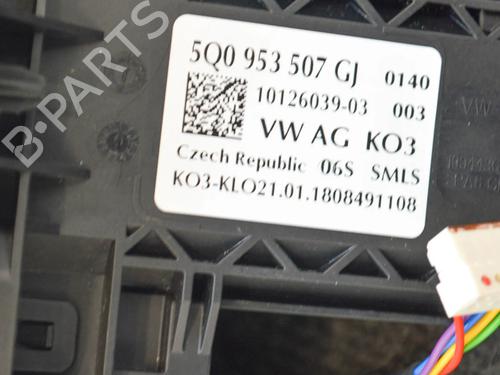 5Q0 953 507 GJ 0140
10126039-03 003
VW AG KO3
Czech Republic 06S SMLS
KO3-KLO21.01.1808491108
VW